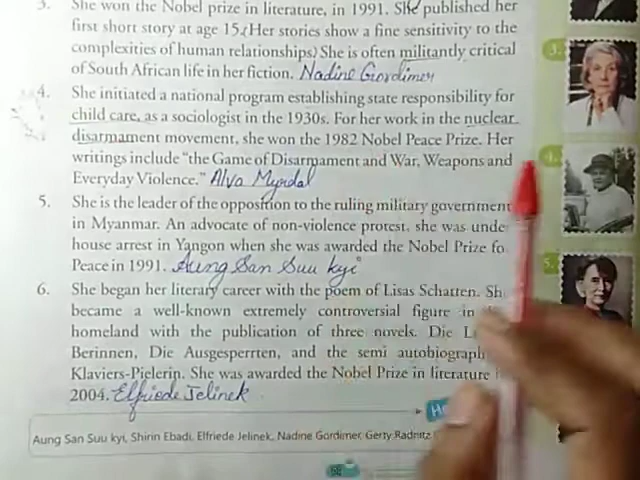 3. She won the Nobel prize in literature, in 1991. She published her
first short story at age 15. (Her stories show a fine sensitivity to the
complexities of human relationships) She is often militantly critical
of South African life in her fiction. Nadine Gordimer
4. She initiated a national program establishing state responsibility for
child care, as a sociologist in the 1930s. For her work in the nuclear
disarmament movement, she won the 1982 Nobel Peace Prize. Her
writings include "the Game of Disarmament and War, Weapons and
Everyday Violence." Alva Myrdal
5. She is the leader of the opposition to the ruling military government
in Myanmar. An advocate of non-violence protest, she was unde
house arrest in Yangon when she was awarded the Nobel Prize fo
Peace in 1991. Aung San Suu kyi
6. She began her literary career with the poem of Lisas Schatten. Sh
became a well-known extremely controversial figure in
homeland with the publication of three novels. Die
Berinnen, Die Ausgesperrten, and the semi autobiograph
Klaviers-Pielerin. She was awarded the Nobel Prize in literature
2004. Elfriede Jelinek
Aung San Suu kyi, Shirin Ebadi, Elfriede Jelinek, Nadine Gordimer, Gerty Radnitz
3.
4.
5.